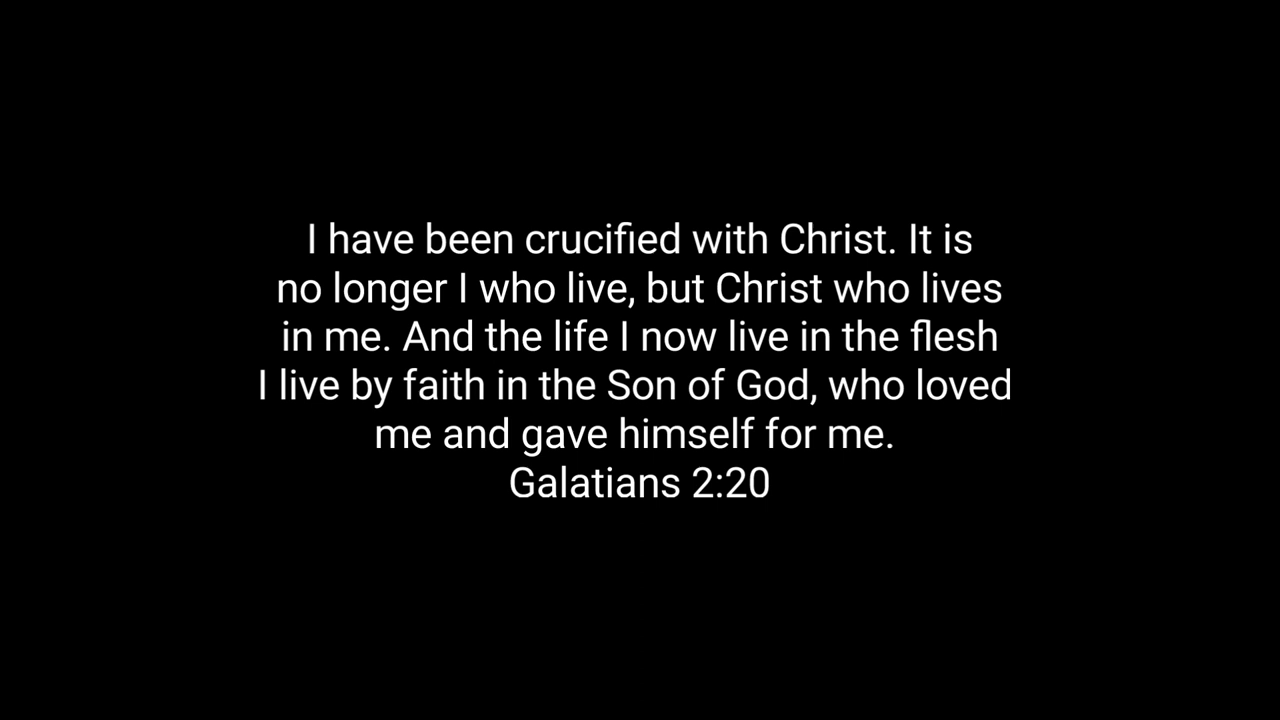 I have been crucified with Christ. It is
no longer I who live, but Christ who lives
in me. And the life I now live in the flesh
I live by faith in the Son of God, who loved
me and gave himself for me.
Galatians 2:20